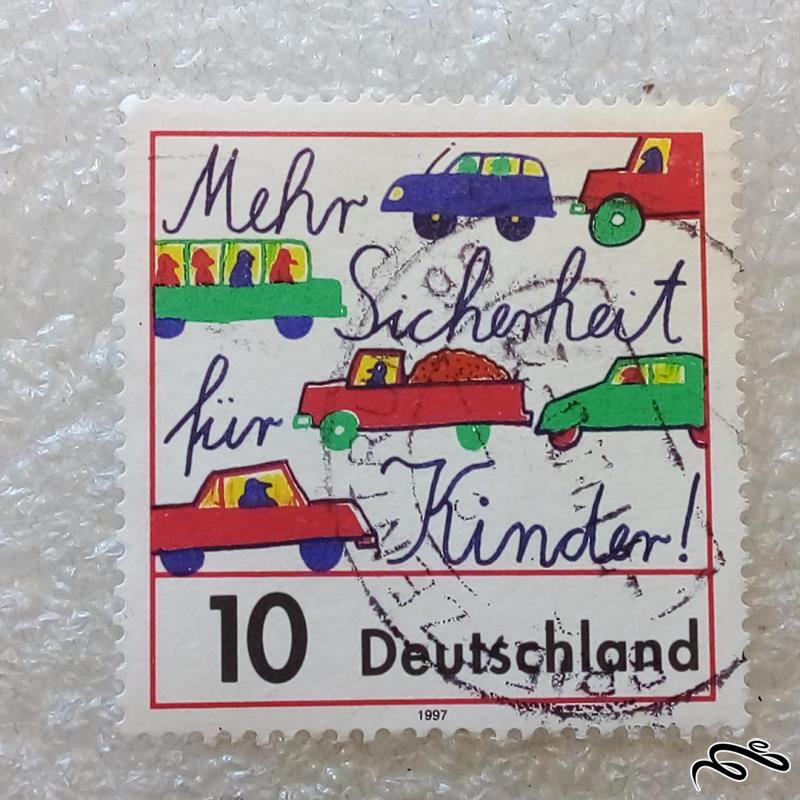 Mehr
Sicherheit
für
Kinder!
10 Deutschland
1997